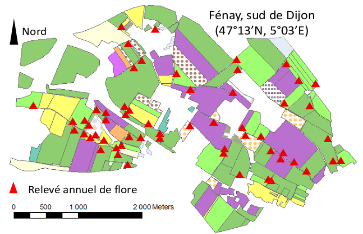 Fénay, sud de Dijon
(47°13’N, 5°03’E)
Nord
Relevé annuel de flore
0 500 1 000 2 000 Meters